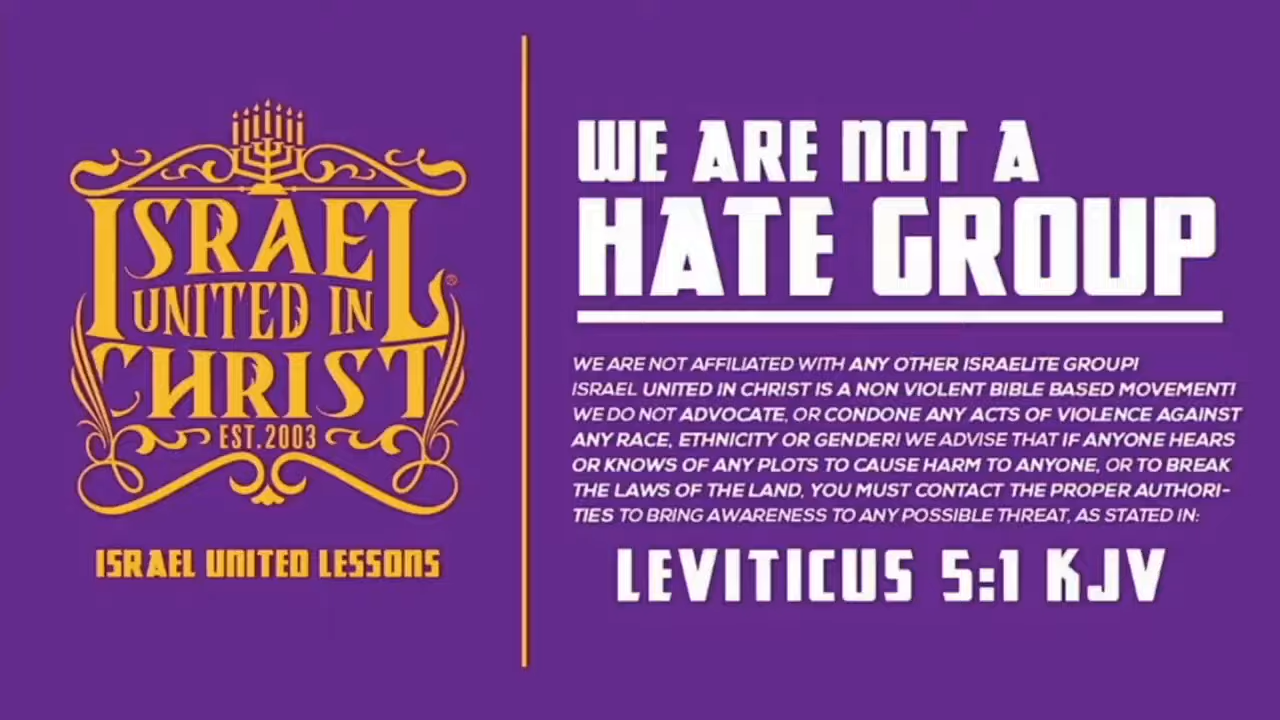 ISRAEL
UNITED IN
CHRIST
EST.2003
ISRAEL UNITED LESSONS
WE ARE NOT A
HATE GROUP
WE ARE NOT AFFILIATED WITH ANY OTHER ISRAELITE GROUP!
ISRAEL UNITED IN CHRIST IS A NON VIOLENT BIBLE BASED MOVEMENT!
WE DO NOT ADVOCATE, OR CONDONE ANY ACTS OF VIOLENCE AGAINST
ANY RACE, ETHNICITY OR GENDER! WE ADVISE THAT IF ANYONE HEARS
OR KNOWS OF ANY PLOTS TO CAUSE HARM TO ANYONE, OR TO BREAK
THE LAWS OF THE LAND, YOU MUST CONTACT THE PROPER AUTHORI-
TIES TO BRING AWARENESS TO ANY POSSIBLE THREAT, AS STATED IN:
LEVITICUS 5:1 KJV